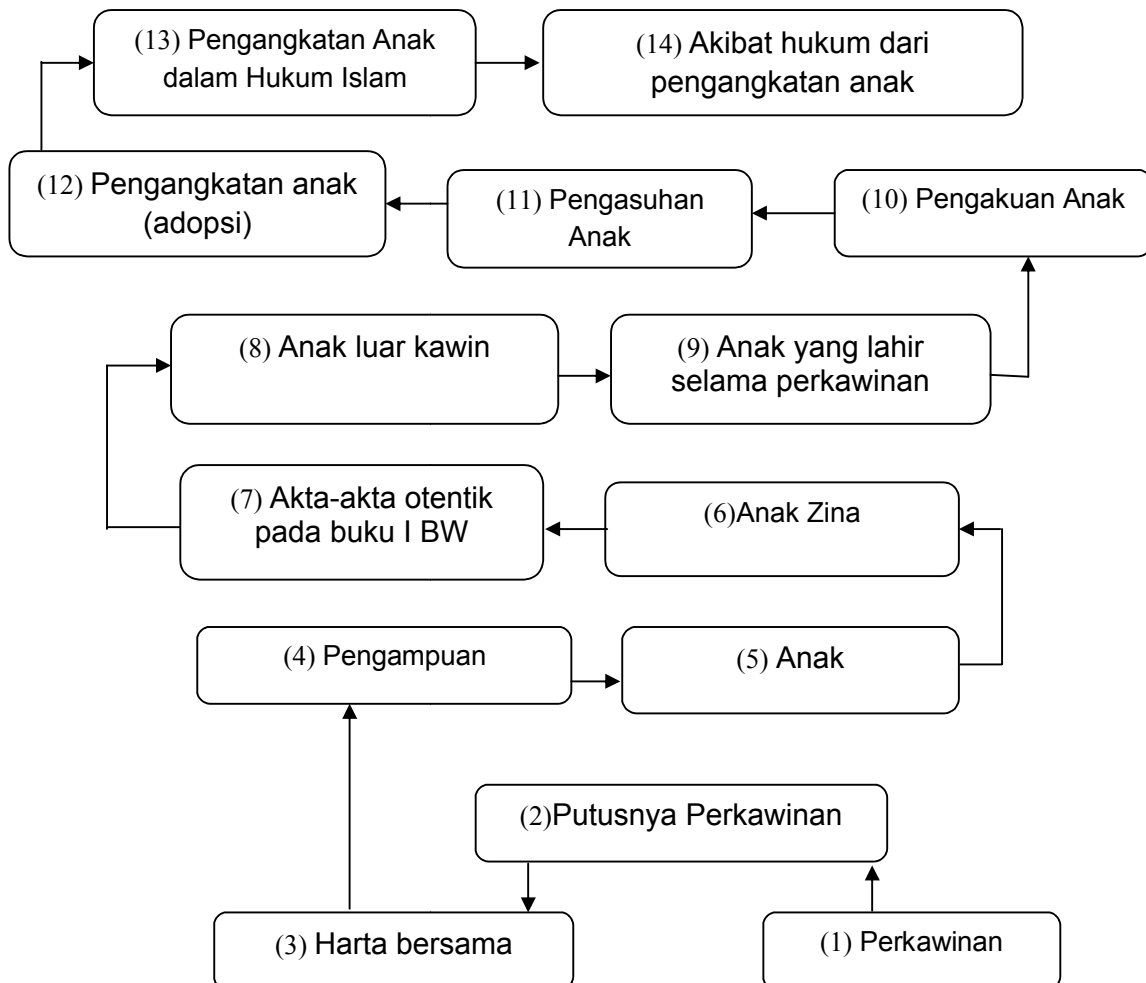 (13) Pengangkatan Anak
dalam Hukum Islam
(14) Akibat hukum dari
pengangkatan anak
(12) Pengangkatan anak
(adopsi)
(11) Pengasuhan
Anak
(10) Pengakuan Anak
(8) Anak luar kawin
(9) Anak yang lahir
selama perkawinan
(7) Akta-akta otentik
pada buku I BW
(6)Anak Zina
(4) Pengampuan
(5) Anak
(2)Putusnya Perkawinan
(3) Harta bersama
(1) Perkawinan